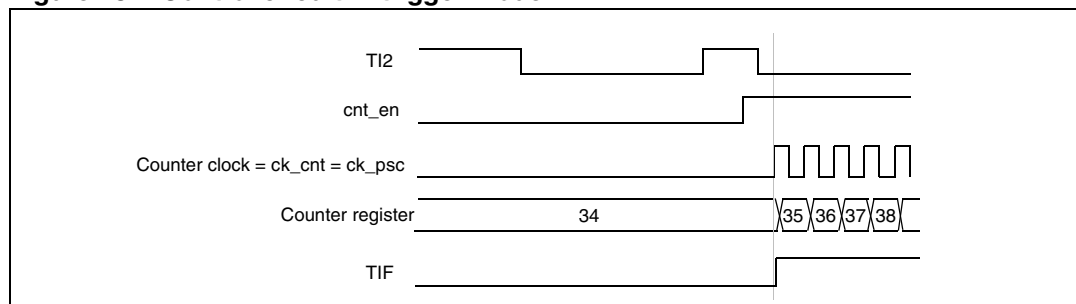 TI2
cnt_en
Counter clock = ck_cnt = ck_psc
Counter register 34 35 36 37 38
TIF